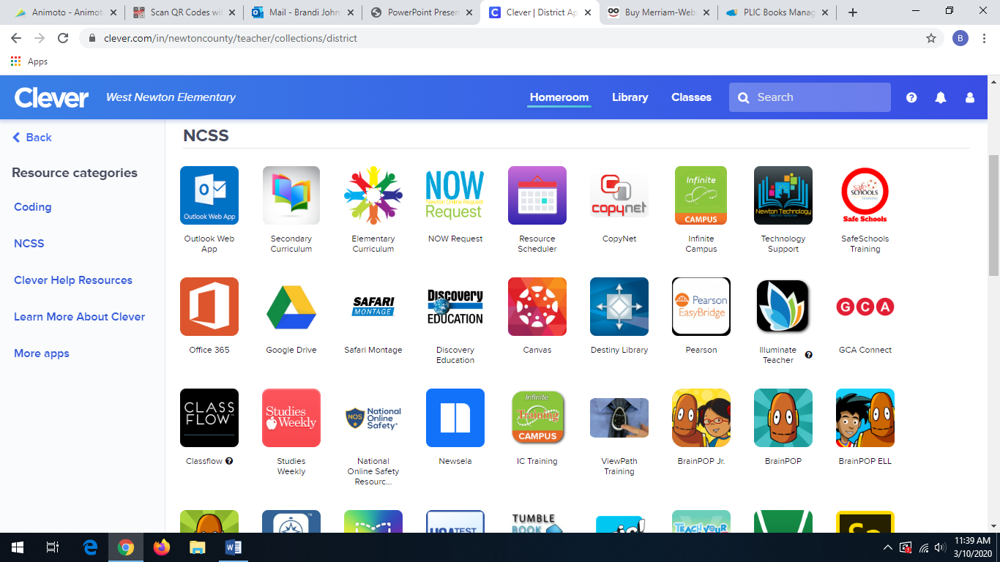 Animoto - Animot
Scan QR Codes wi
Mail - Brandi John
PowerPoint Presen
Clever | District Ap
Buy Merriam-Web
PLIC Books Manag
clever.com/in/newtoncounty/teacher/collections/district
B
Apps
Clever
West Newton Elementary
Homeroom
Library
Classes
Search
Back
Resource categories
Coding
NCSS
Clever Help Resources
Learn More About Clever
More apps
NCSS
Outlook Web App
Outlook Web
App
Secondary
Curriculum
Elementary
Curriculum
NOW
Newton Online Request
Request
NOW Request
Resource
Scheduler
copynet
CopyNet
Infinite
CAMPUS
Infinite
Campus
Newton Technology
Technology
Support
Safe
SCHOOLS
TRAINING
Safe Schools
SafeSchools
Training
Office 365
Google Drive
SAFARI
MONTAGE
Safari Montage
Discovery
EDUCATION
Discovery
Education
Canvas
Destiny Library
Pearson
EasyBridge
Pearson
Illuminate
Teacher
GCA
GCA Connect
CLASS
FLOW
Classflow
Studies
Weekly
Studies
Weekly
NOS
National
Online
Safety
National
Online Safety
Resourc...
Newsela
Infinite
Training
CAMPUS
IC Training
ViewPath
Training
BrainPOP Jr.
BrainPOP
BrainPOP ELL
TUMBLE
BOOK
TEACH YOUR
11:39 AM
3/10/2020